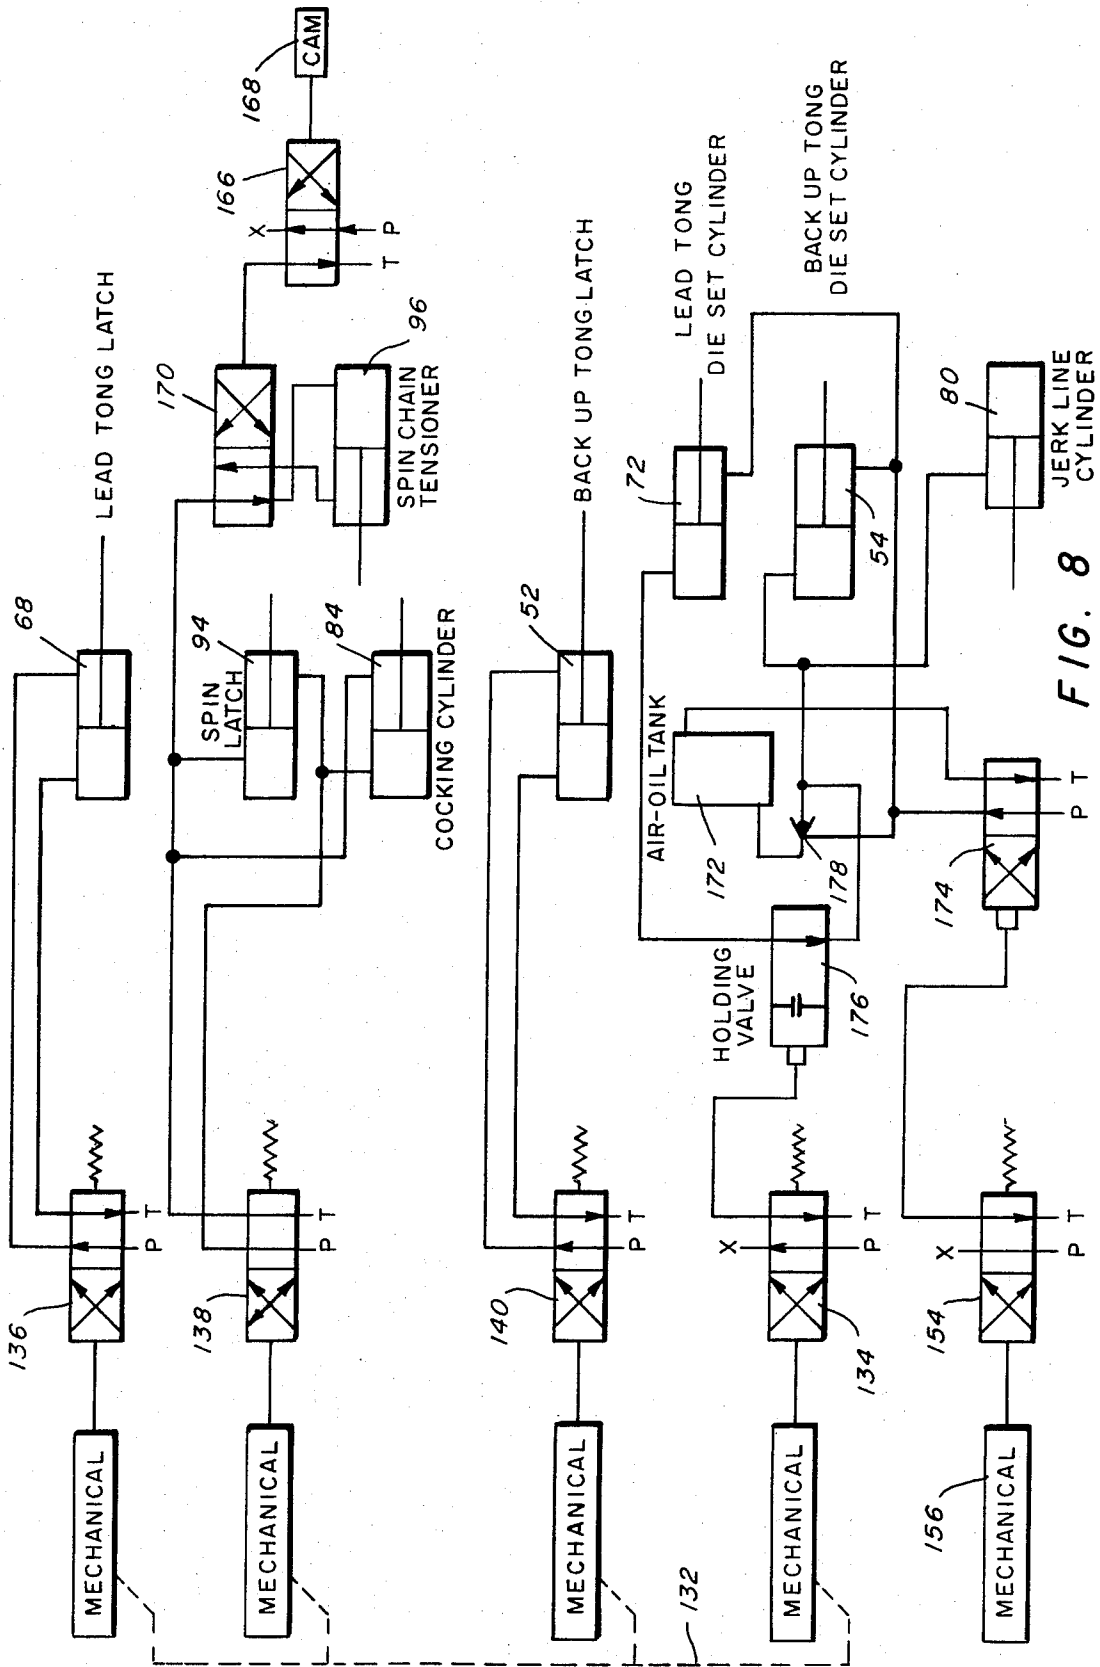 CAM
168
166
X
P
T
LEAD TONG LATCH
170
96
SPIN CHAIN
TENSIONER
68
94
SPIN
LATCH
84
COCKING CYLINDER
136
P
T
138
P
T
MECHANICAL
MECHANICAL
BACK UP TONG LATCH
52
140
P
T
MECHANICAL
LEAD TONG
DIE SET CYLINDER
72
BACK UP TONG
DIE SET CYLINDER
54
80
JERK LINE
CYLINDER
AIR-OIL TANK
172
178
HOLDING
VALVE
176
174
P
T
X
P
T
134
MECHANICAL
X
P
T
154
MECHANICAL
156
132
FIG. 8